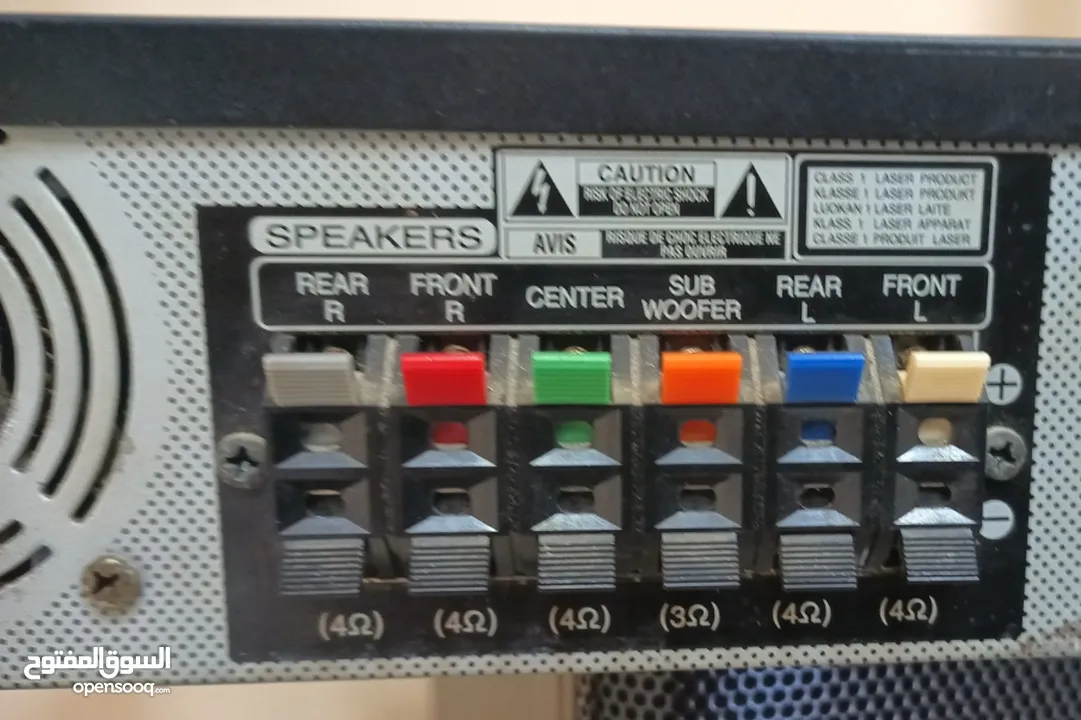 CAUTION
RISK OF ELECTRIC SHOCK
DO NOT OPEN
AVIS
RISQUE DE CHOC ELECTRIQUE NE
PAS OUVRIR
CLASS 1 LASER PRODUCT
KLASSE 1 LASER PRODUKT
LUOKAN 1 LASER LAITE
KLASS 1 LASER APPARAT
CLASSE 1 PRODUIT LASER
SPEAKERS
REAR R FRONT R CENTER SUB WOOFER REAR L FRONT L
+
−
(4Ω) (4Ω) (4Ω) (3Ω) (4Ω) (4Ω)
السوق المفتوح
opensooq.com